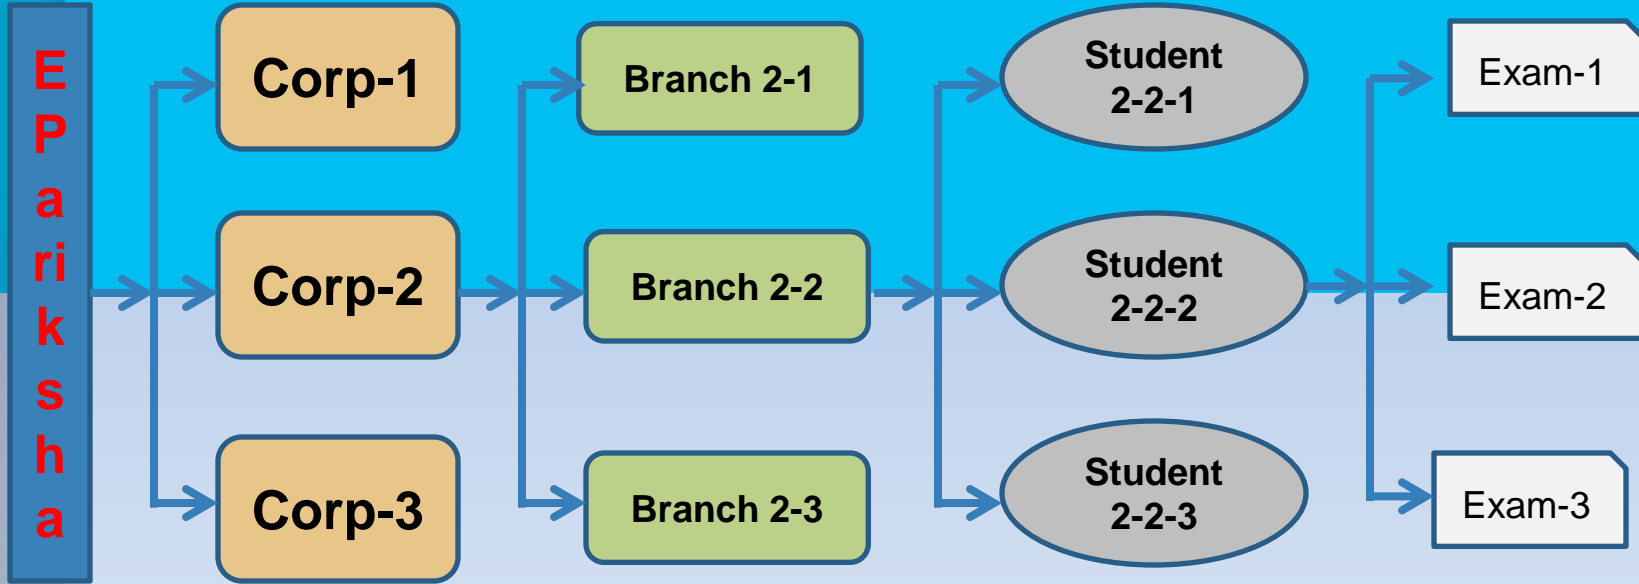 E
P
a
ri
k
s
h
a
Corp-1
Branch 2-1
Student
2-2-1
Exam-1
Corp-2
Branch 2-2
Student
2-2-2
Exam-2
Corp-3
Branch 2-3
Student
2-2-3
Exam-3